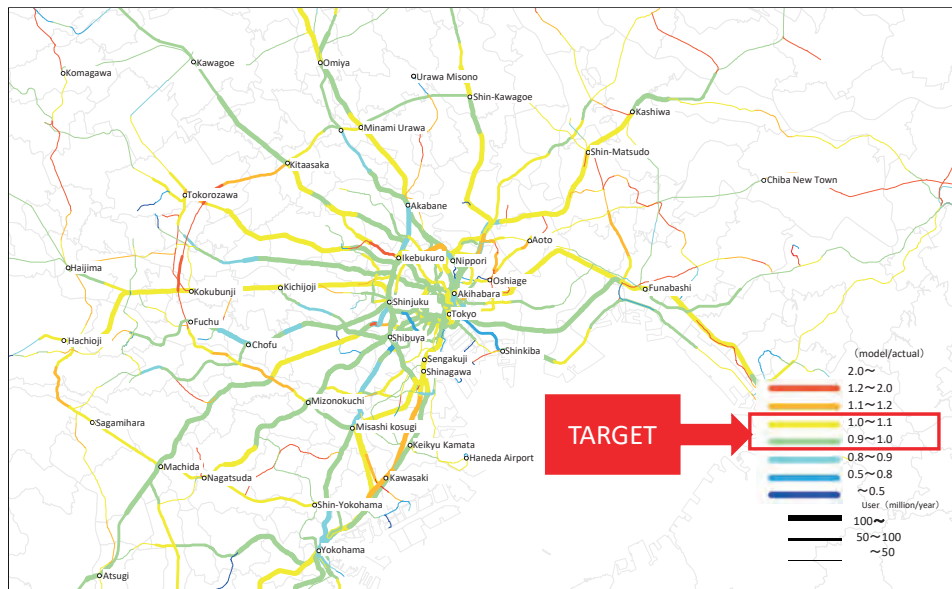 Kawagoe
Omiya
Komagawa
Urawa Misono
Shin-Kawagoe
Kashiwa
Minami Urawa
Shin-Matsudo
Kitaasaka
Chiba New Town
Tokorozawa
Akabane
Aoto
Ikebukuro
Nippori
Haijima
Oshiage
Kokubunji
Kichijoji
Akihabara
Funabashi
Shinjuku
Tokyo
Fuchu
Hachioji
Chofu
Shibuya
Shinkiba
Sengakuji
Shinagawa
Mizonokuchi
Sagamihara
Misashi kosugi
Keikyu Kamata
Haneda Airport
Machida
Nagatsuda
Kawasaki
Shin-Yokohama
Yokohama
Atsugi
TARGET
（model/actual）
2.0～
1.2～2.0
1.1～1.2
1.0～1.1
0.9～1.0
0.8～0.9
0.5～0.8
～0.5
User（million/year）
100～
50～100
～50